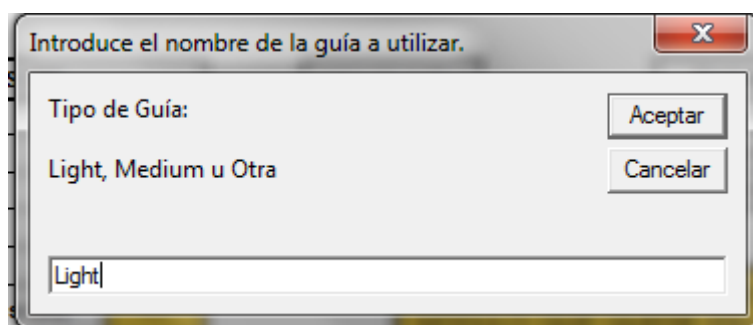 Introduce el nombre de la guía a utilizar.
Tipo de Guía:
Aceptar
Light, Medium u Otra
Cancelar
Light